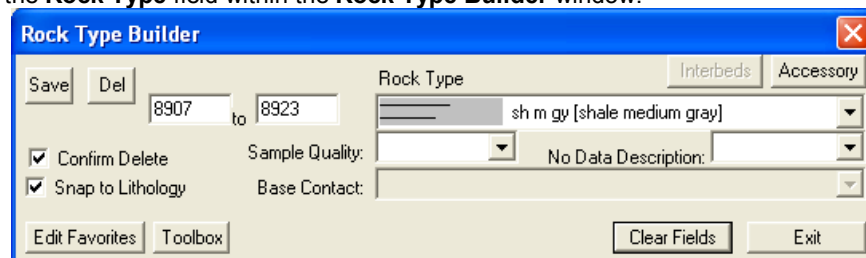 the Rock Type field within the Rock Type Builder window.
Rock Type Builder
Save Del Rock Type Interbeds Accessory
8907 to 8923 sh m gy [shale medium gray]
Confirm Delete Sample Quality: No Data Description:
Snap to Lithology Base Contact:
Edit Favorites Toolbox Clear Fields Exit